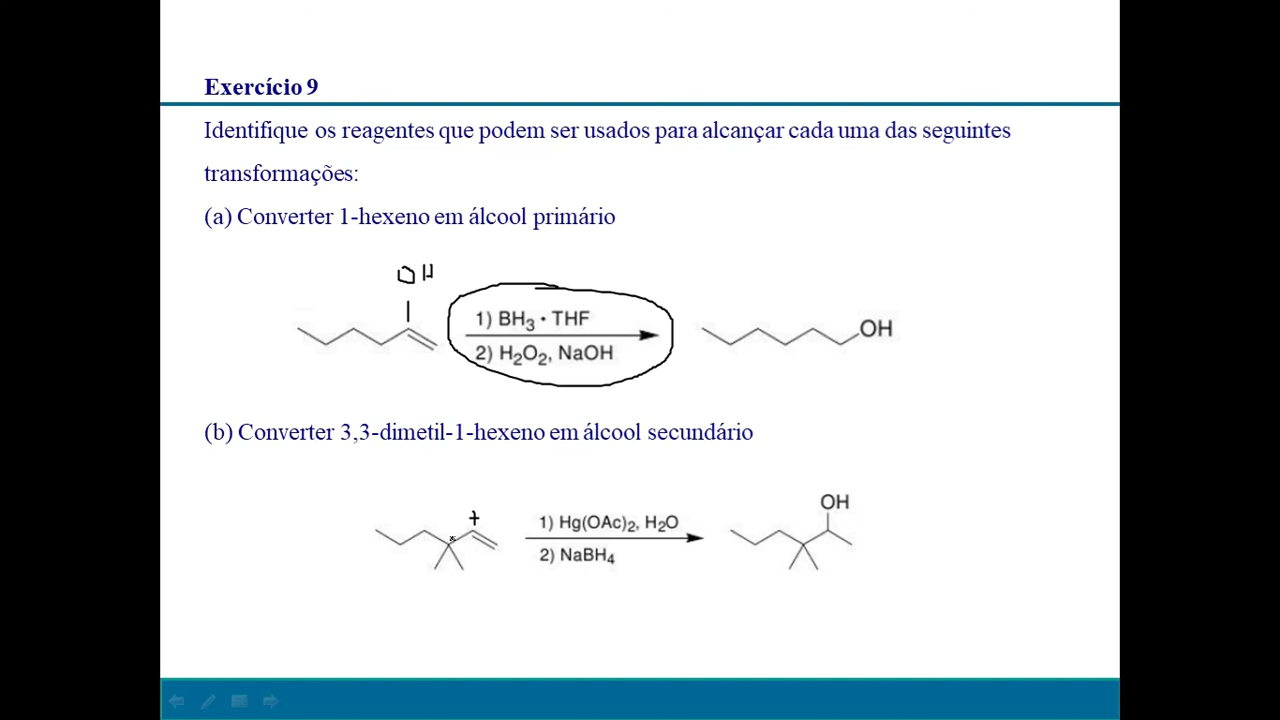 Exercício 9
Identifique os reagentes que podem ser usados para alcançar cada uma das seguintes
transformações:
(a) Converter 1-hexeno em álcool primário
OH
1) BH₃ • THF
2) H₂O₂, NaOH
OH
(b) Converter 3,3-dimetil-1-hexeno em álcool secundário
+
1) Hg(OAc)₂, H₂O
2) NaBH₄
OH